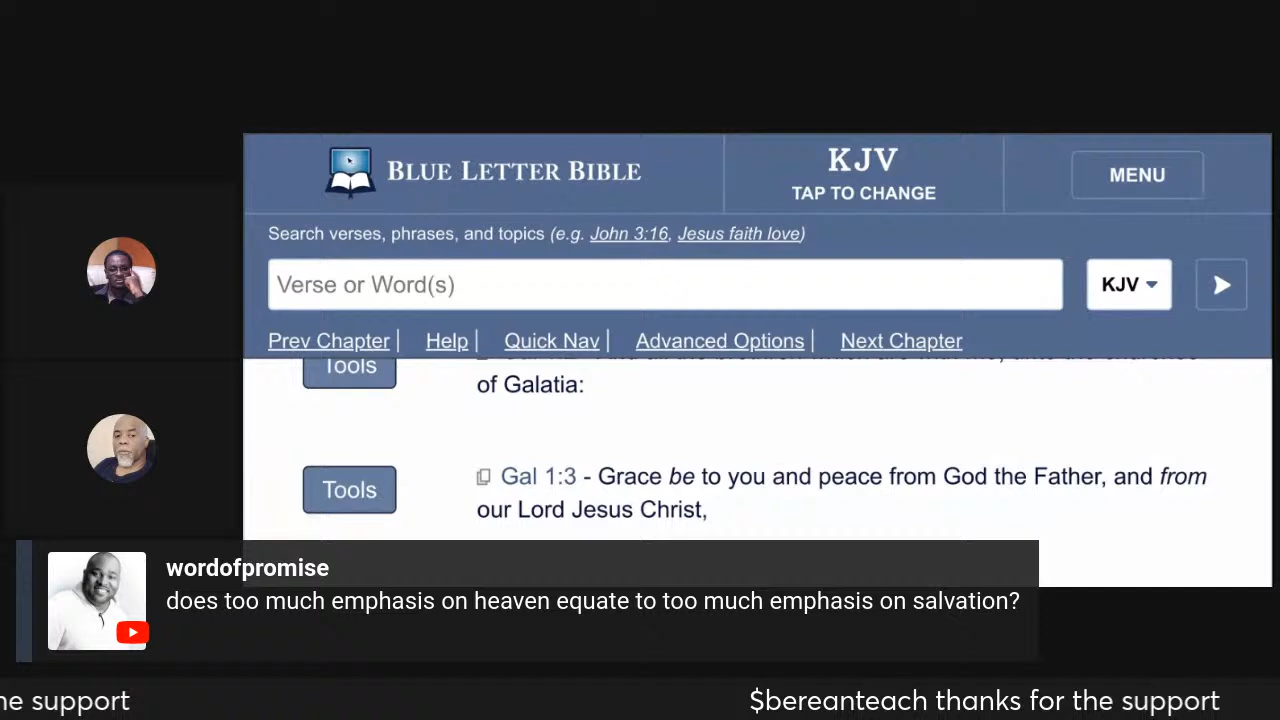 BLUE LETTER BIBLE
KJV
TAP TO CHANGE
MENU
Search verses, phrases, and topics (e.g. John 3:16, Jesus faith love)
Verse or Word(s)
KJV
Prev Chapter| Help| Quick Nav| Advanced Options| Next Chapter
Tools
of Galatia:
Tools
Gal 1:3 - Grace be to you and peace from God the Father, and from
our Lord Jesus Christ,
wordofpromise
does too much emphasis on heaven equate to too much emphasis on salvation?
he support
$bereanteach thanks for the support